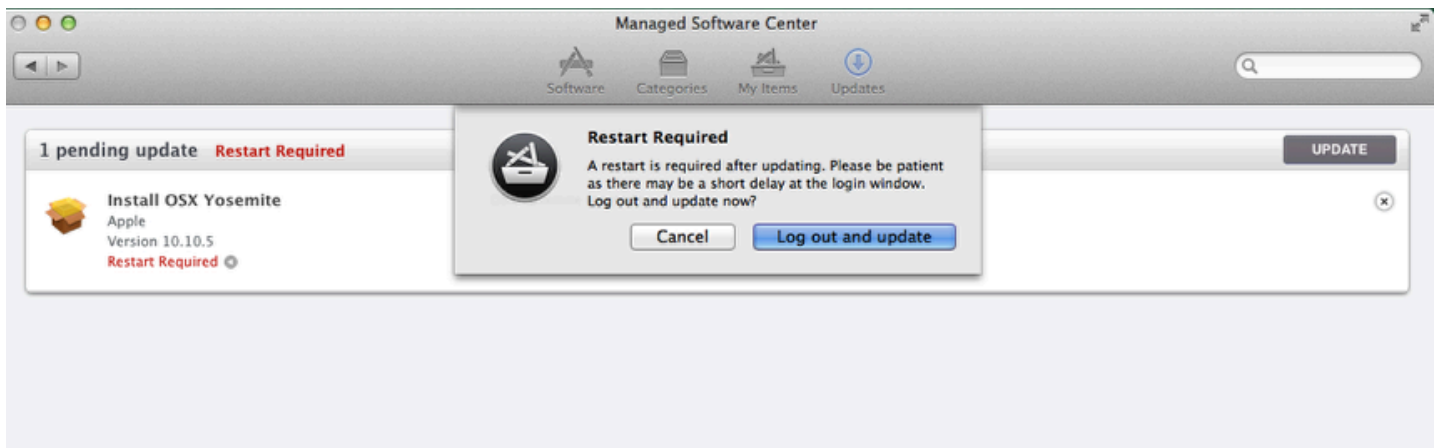 Managed Software Center
Software Categories My Items Updates
1 pending update Restart Required
UPDATE
Install OSX Yosemite
Apple
Version 10.10.5
Restart Required
Restart Required
A restart is required after updating. Please be patient
as there may be a short delay at the login window.
Log out and update now?
Cancel Log out and update